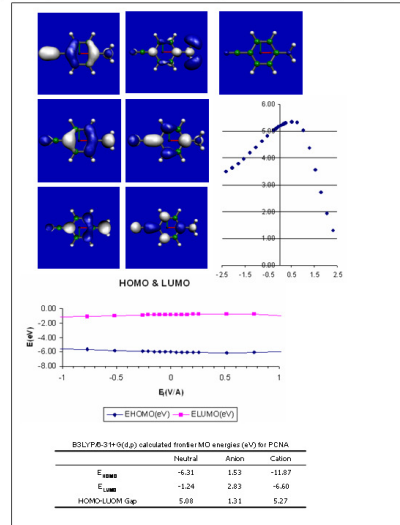 6.00
5.00
4.00
3.00
2.00
1.00
0.00
-2.5 -1.5 -0.5 0.5 1.5 2.5
HOMO & LUMO
0.00
-2.00
-4.00
-6.00
-8.00
E(eV)
-1 -0.5 0 0.5 1
Ef(V/A)
EHOMO(eV) ELUMO(eV)
B3LYP/6-31+G(d,p) calculated frontier MO energies (eV) for PCNA
Neutral Anion Cation
EHOMO -6.31 1.53 -11.87
ELUMO -1.24 2.83 -6.60
HOMO-LUOM Gap 5.08 1.31 5.27